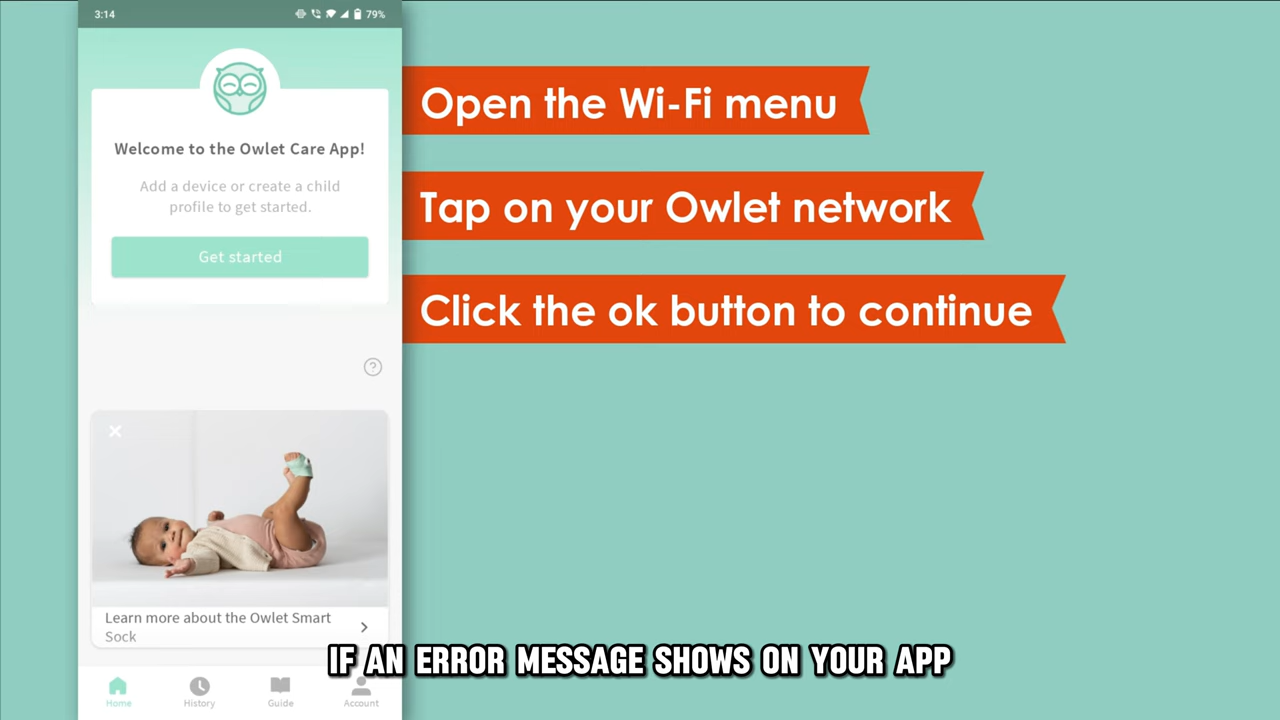 3:14
79%
Welcome to the Owlet Care App!
Add a device or create a child
profile to get started.
Get started
?
Learn more about the Owlet Smart
Sock
Home
History
Guide
Account
Open the Wi-Fi menu
Tap on your Owlet network
Click the ok button to continue
IF AN ERROR MESSAGE SHOWS ON YOUR APP